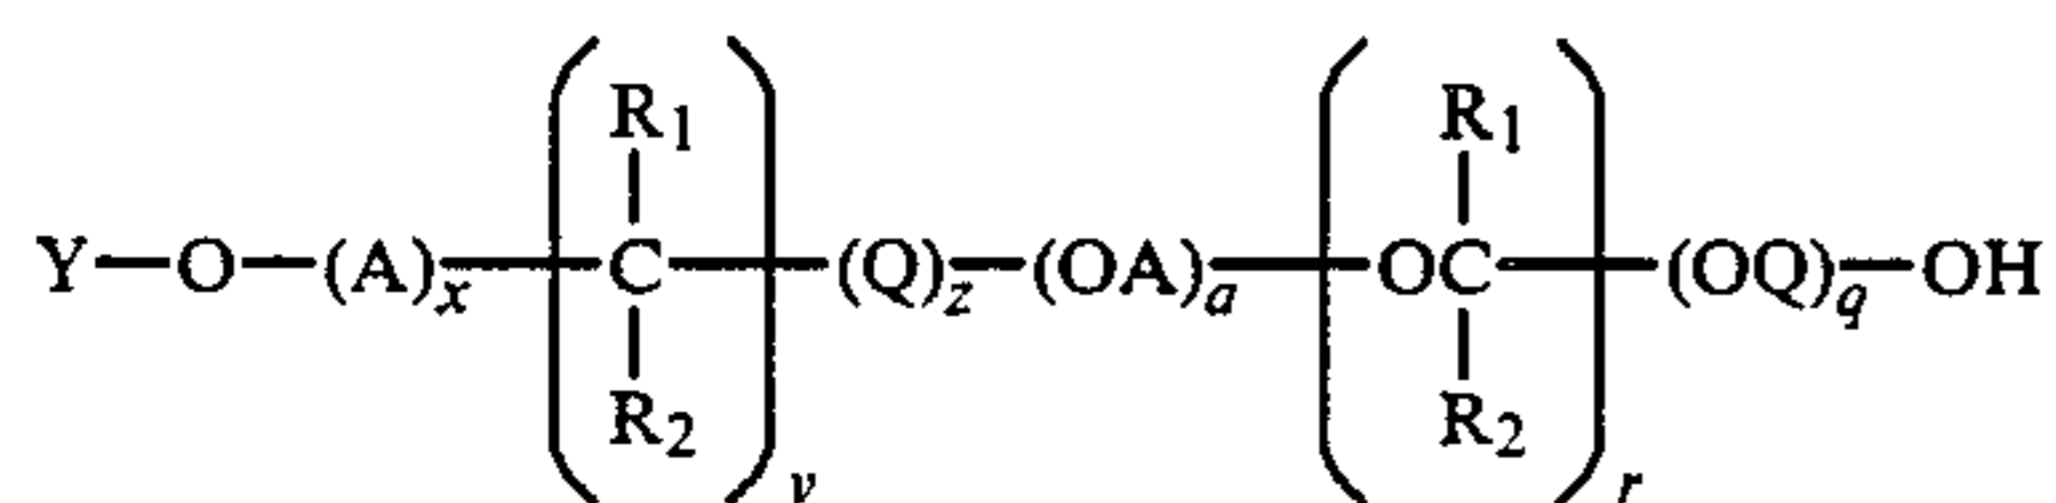 R1 R1
Y—O—(A)x—(C)—(Q)z—(OA)a—(OC)—(OQ)q—OH
R2 R2
y r